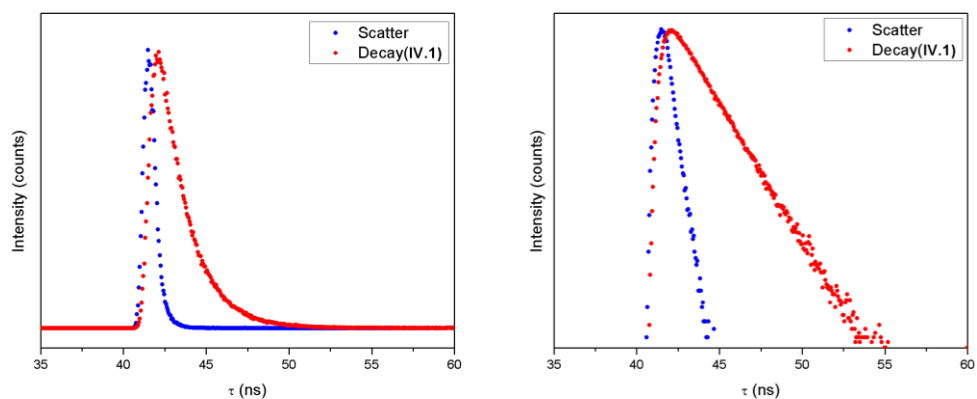 Scatter
Decay(IV.1)
Intensity (counts)
35 40 45 50 55 60
τ (ns)
Scatter
Decay(IV.1)
Intensity (counts)
35 40 45 50 55 60
τ (ns)